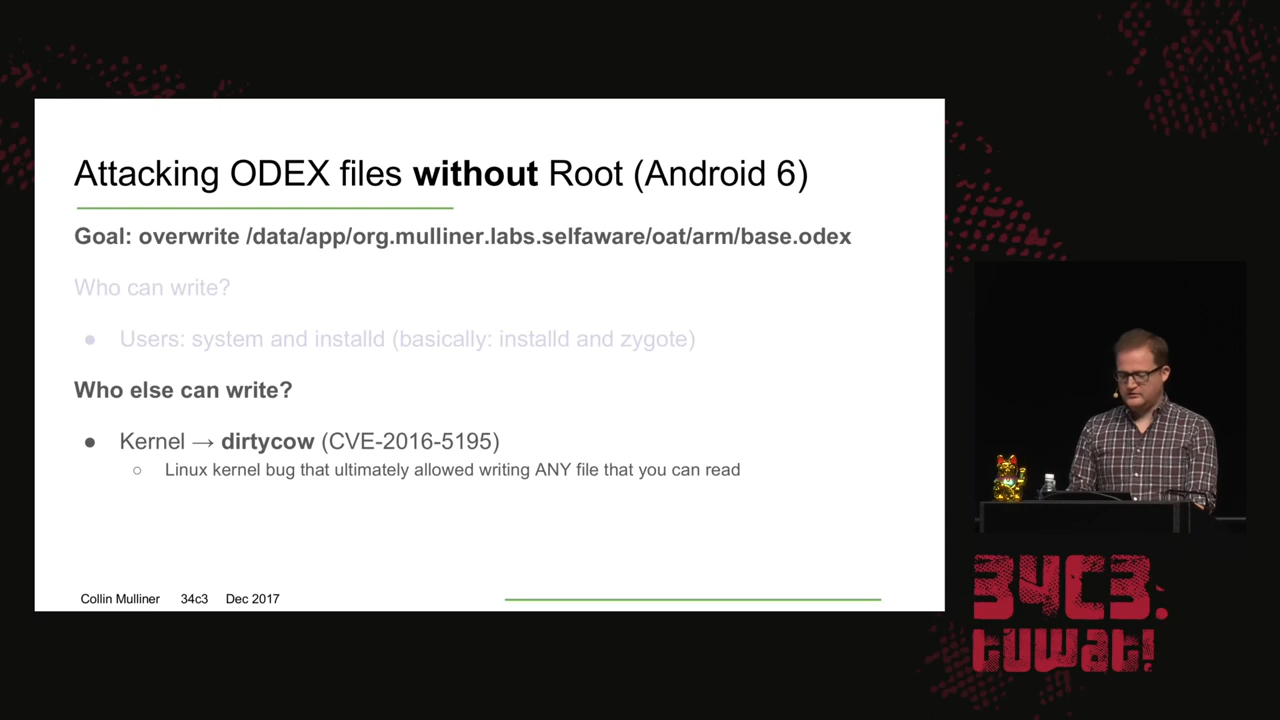 Attacking ODEX files without Root (Android 6)
Goal: overwrite /data/app/org.mulliner.labs.selfaware/oat/arm/base.odex
Who can write?
● Users: system and installd (basically: installd and zygote)
Who else can write?
● Kernel → dirtycow (CVE-2016-5195)
○ Linux kernel bug that ultimately allowed writing ANY file that you can read
Collin Mulliner 34c3 Dec 2017
34C3.
tuwat!